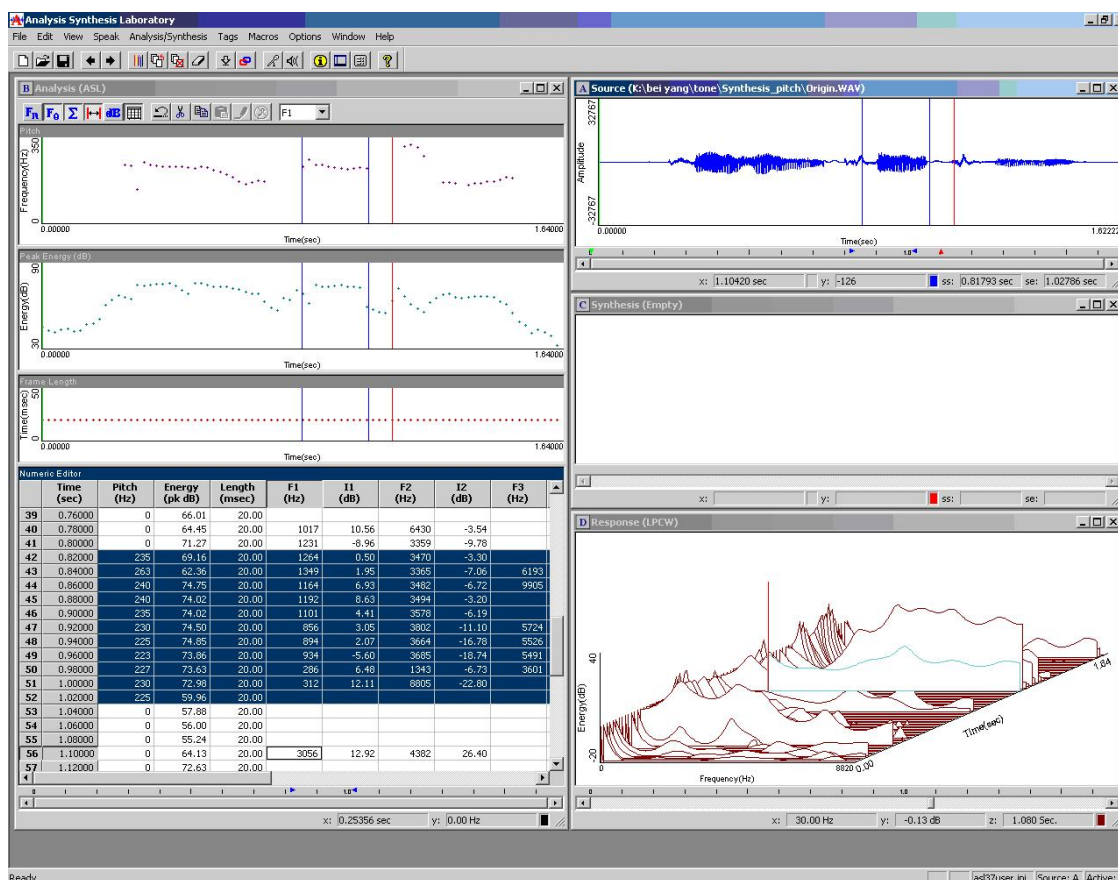 Analysis Synthesis Laboratory
File Edit View Speak Analysis/Synthesis Tags Macros Options Window Help
B Analysis (ASL)
FR F0 Σ dB F1
Pitch
350
Frequency(Hz)
0
0.00000 1.64000
Time(sec)
Peak Energy (dB)
90
Energy(dB)
30
0.00000 1.64000
Time(sec)
Frame Length
50
Time(msec)
0
0.00000 1.64000
Time(sec)
Numeric Editor
Time (sec) Pitch (Hz) Energy (pk dB) Length (msec) F1 (Hz) I1 (dB) F2 (Hz) I2 (dB) F3 (Hz)
39 0.76000 0 66.01 20.00
40 0.78000 0 64.45 20.00 1017 10.56 6430 -3.54
41 0.80000 0 71.27 20.00 1231 -8.96 3359 -9.78
42 0.82000 235 69.16 20.00 1264 0.50 3470 -3.30
43 0.84000 263 62.36 20.00 1349 1.95 3365 -7.06 6193
44 0.86000 240 74.75 20.00 1164 6.93 3482 -6.72 9905
45 0.88000 240 74.02 20.00 1192 8.63 3494 -3.20
46 0.90000 235 74.02 20.00 1101 4.41 3578 -6.19
47 0.92000 230 74.50 20.00 856 3.05 3802 -11.10 5724
48 0.94000 225 74.85 20.00 894 2.07 3664 -16.78 5526
49 0.96000 223 73.86 20.00 934 -5.60 3685 -18.74 5491
50 0.98000 227 73.63 20.00 286 6.48 1343 -6.73 3601
51 1.00000 230 72.98 20.00 312 12.11 8805 -22.80
52 1.02000 225 59.96 20.00
53 1.04000 0 57.88 20.00
54 1.06000 0 56.00 20.00
55 1.08000 0 55.24 20.00
56 1.10000 0 64.13 20.00 3056 12.92 4382 26.40
57 1.12000 0 72.63 20.00
0 1.0
x: 0.25356 sec y: 0.00 Hz
A Source (K:\bei yang\tone\Synthesis_pitch\Origin.WAV)
32767
Amplitude
-32767
0.00000 1.62222
Time(sec)
1.0
x: 1.10420 sec y: -126 ss: 0.81793 sec se: 1.02786 sec
C Synthesis (Empty)
x: y: ss: se:
D Response (LPCW)
40
Energy(dB)
-20
0 8820 0.00 1.64
Frequency(Hz) Time(sec)
0 1.0
x: 30.00 Hz y: -0.13 dB z: 1.080 Sec.
Ready asl37user.ini Source: A Active: